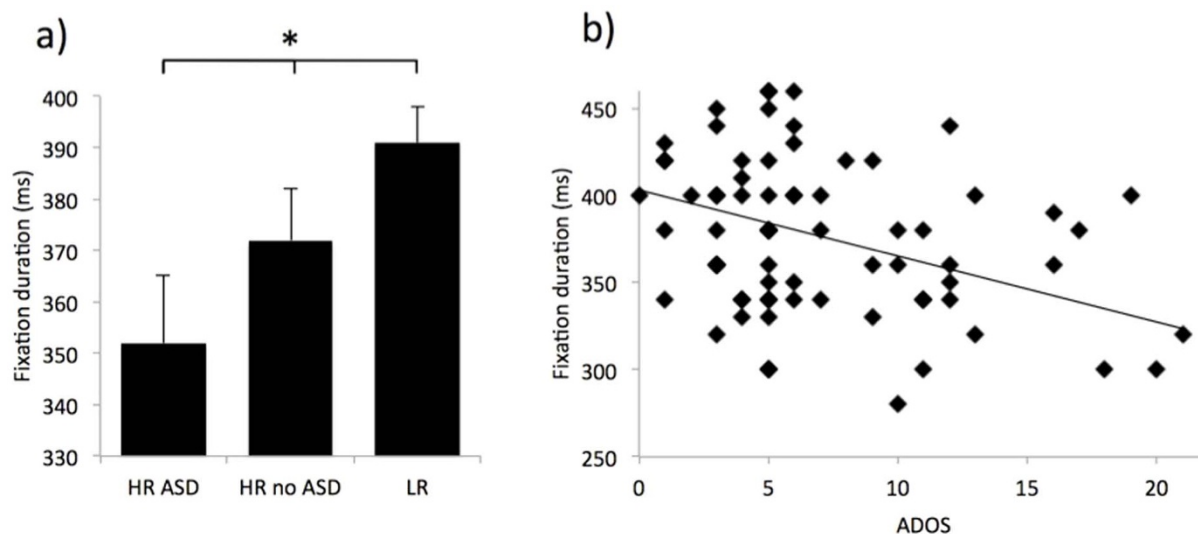 a)
*
Fixation duration (ms)
400
390
380
370
360
350
340
330
HR ASD HR no ASD LR
b)
Fixation duration (ms)
450
400
350
300
250
0 5 10 15 20
ADOS